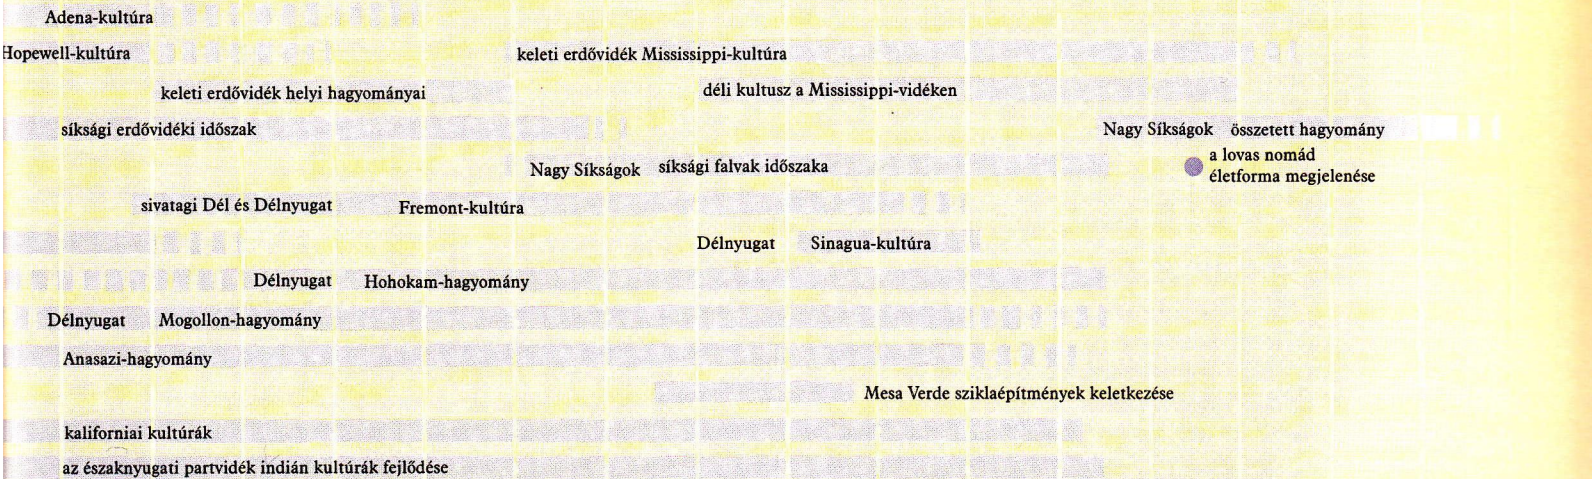 Adena-kultúra
Hopewell-kultúra
keleti erdővidék Mississippi-kultúra
keleti erdővidék helyi hagyományai
déli kultusz a Mississippi-vidéken
síksági erdővidéki időszak
Nagy Síkságok összetett hagyomány
a lovas nomád
életforma megjelenése
Nagy Síkságok síksági falvak időszaka
sivatagi Dél és Délnyugat Fremont-kultúra
Délnyugat Sinagua-kultúra
Délnyugat Hohokam-hagyomány
Délnyugat Mogollon-hagyomány
Anasazi-hagyomány
Mesa Verde sziklaépítmények keletkezése
kaliforniai kultúrák
az északnyugati partvidék indián kultúrák fejlődése